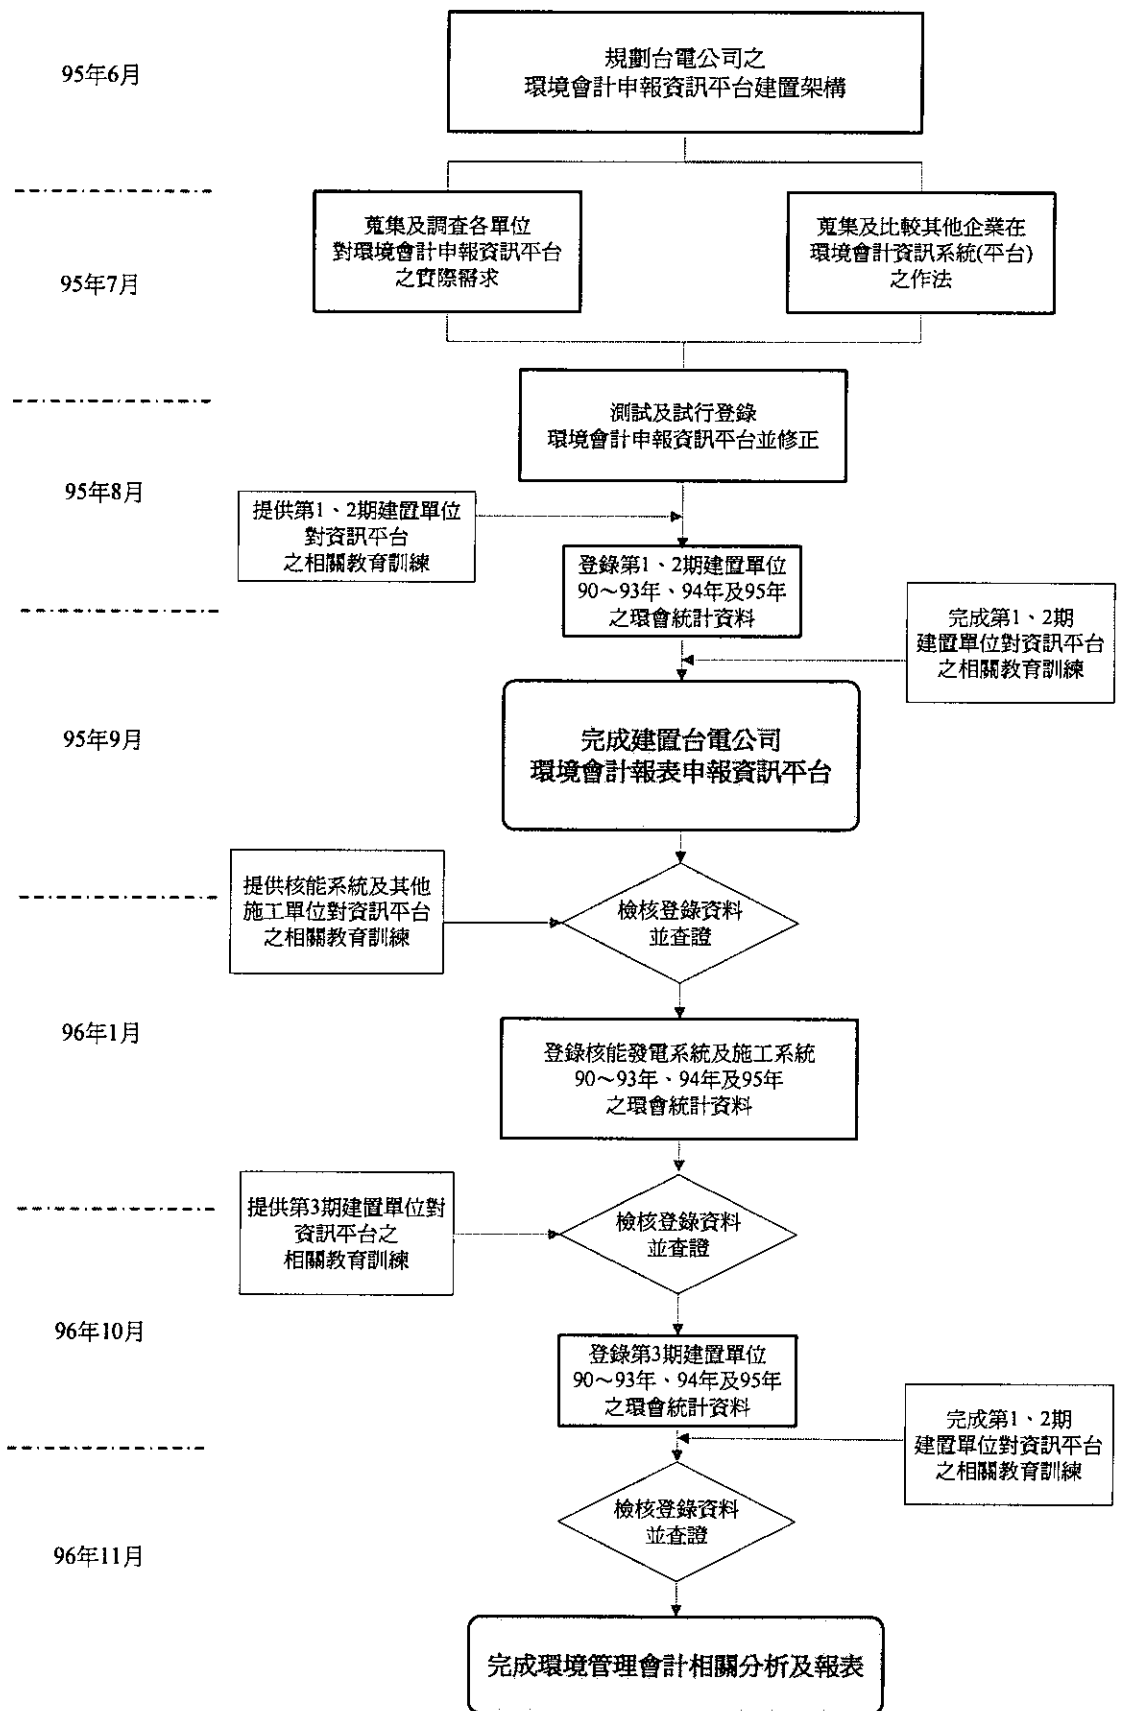 95年6月
規劃台電公司之
環境會計申報資訊平台建置架構
95年7月
蒐集及調查各單位
對環境會計申報資訊平台
之實際需求
蒐集及比較其他企業在
環境會計資訊系統(平台)
之作法
測試及試行登錄
環境會計申報資訊平台並修正
95年8月
提供第1、2期建置單位
對資訊平台
之相關教育訓練
登錄第1、2期建置單位
90～93年、94年及95年
之環會統計資料
完成第1、2期
建置單位對資訊平台
之相關教育訓練
95年9月
完成建置台電公司
環境會計報表申報資訊平台
提供核能系統及其他
施工單位對資訊平台
之相關教育訓練
檢核登錄資料
並查證
96年1月
登錄核能發電系統及施工系統
90～93年、94年及95年
之環會統計資料
提供第3期建置單位對
資訊平台之
相關教育訓練
檢核登錄資料
並查證
96年10月
登錄第3期建置單位
90～93年、94年及95年
之環會統計資料
完成第1、2期
建置單位對資訊平台
之相關教育訓練
檢核登錄資料
並查證
96年11月
完成環境管理會計相關分析及報表